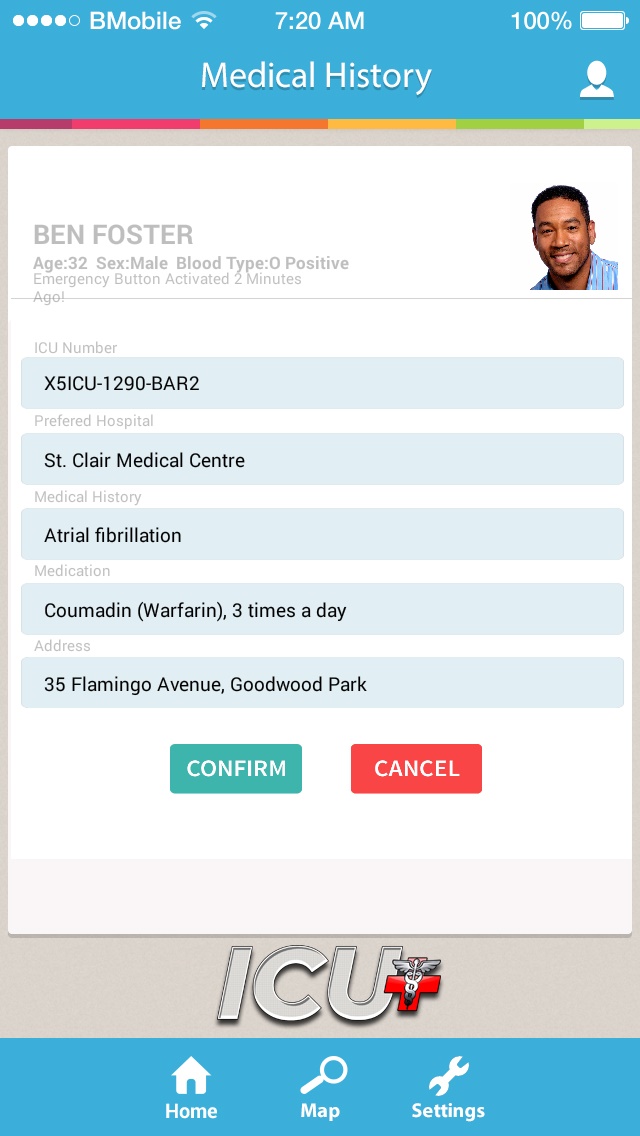 BMobile 7:20 AM 100%
Medical History
BEN FOSTER
Age:32 Sex:Male Blood Type:O Positive
Emergency Button Activated 2 Minutes
Ago!
ICU Number
X5ICU-1290-BAR2
Prefered Hospital
St. Clair Medical Centre
Medical History
Atrial fibrillation
Medication
Coumadin (Warfarin), 3 times a day
Address
35 Flamingo Avenue, Goodwood Park
CONFIRM CANCEL
ICU
Home Map Settings